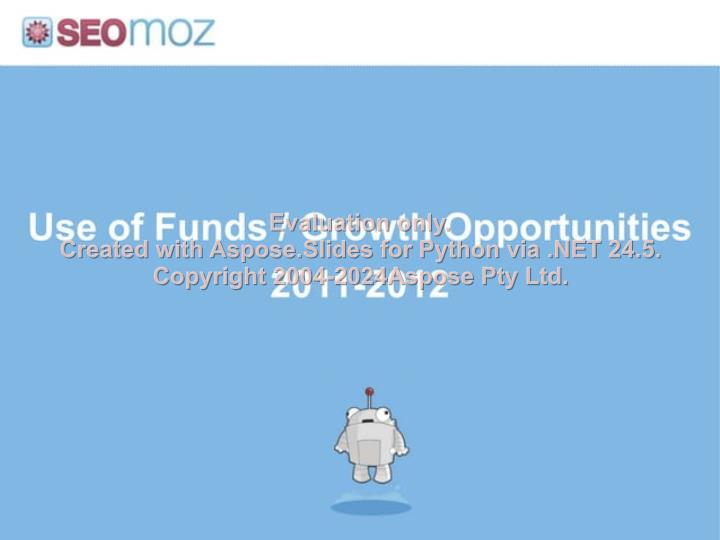 SEOmoz
Use of Funds / Growth Opportunities
2011-2012
Evaluation only.
Created with Aspose.Slides for Python via .NET 24.5.
Copyright 2004-2024Aspose Pty Ltd.